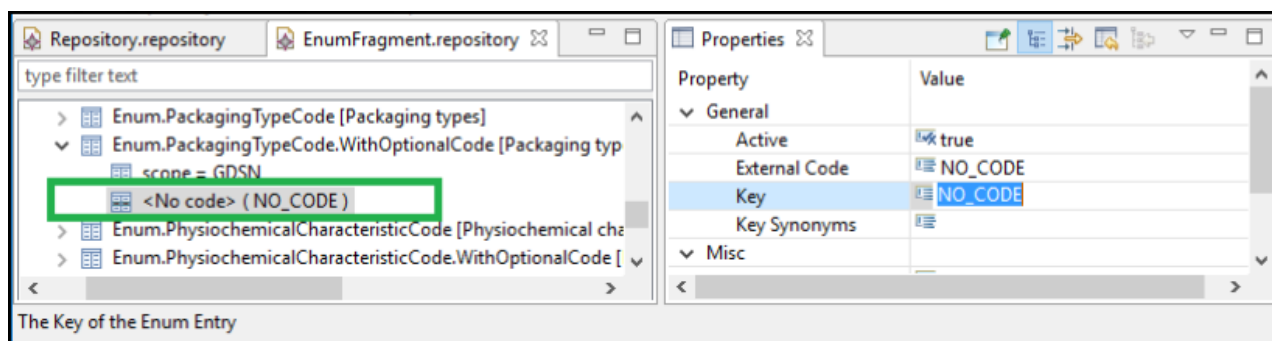 Repository.repository
EnumFragment.repository
type filter text
Enum.PackagingTypeCode [Packaging types]
Enum.PackagingTypeCode.WithOptionalCode [Packaging typ
scope = GDSN
<No code> ( NO_CODE )
Enum.PhysiochemicalCharacteristicCode [Physiochemical cha
Enum.PhysiochemicalCharacteristicCode.WithOptionalCode [
The Key of the Enum Entry
Properties
Property Value
General
Active true
External Code NO_CODE
Key NO_CODE
Key Synonyms
Misc